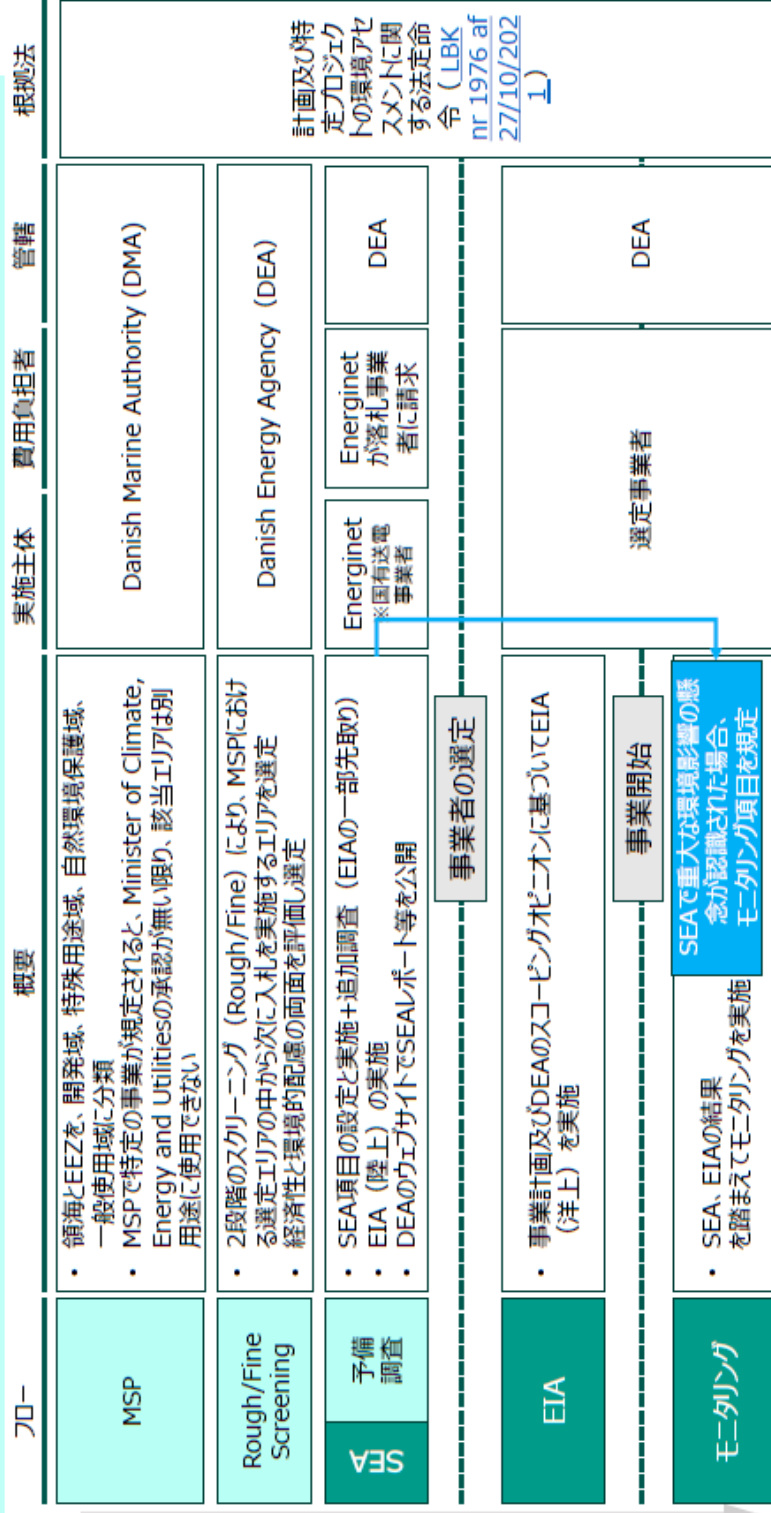 フロー
概要
実施主体
費用負担者
管轄
根拠法
MSP
• 領海とEEZを、開発域、特殊用途域、自然環境保護域、
一般使用域に分類
• MSPで特定の事業が規定されると、Minister of Climate,
Energy and Utilitiesの承認が無い限り、該当エリアは別
用途に使用できない
Danish Marine Authority (DMA)
Rough/Fine
Screening
• 2段階のスクリーニング（Rough/Fine）により、MSPにおけ
る選定エリアの中から次に入札を実施するエリアを選定
• 経済性と環境的配慮の両面を評価し選定
Danish Energy Agency（DEA）
SEA
予備
調査
• SEA項目の設定と実施+追加調査（EIAの一部先取り）
• EIA（陸上）の実施
• DEAのウェブサイトでSEAレポート等を公開
Energinet
※国有送電
事業者
Energinet
が落札事業
者に請求
DEA
事業者の選定
EIA
• 事業計画及びDEAのスコーピングオピニオンに基づいてEIA
（洋上）を実施
選定事業者
DEA
事業開始
モニタリング
• SEA、EIAの結果
を踏まえてモニタリングを実施
SEAで重大な環境影響の懸
念が認識された場合、
モニタリング項目を規定
計画及び特
定プロジェク
トの環境アセ
スメントに関
する法定命
令（LBK
nr 1976 af
27/10/202
1）